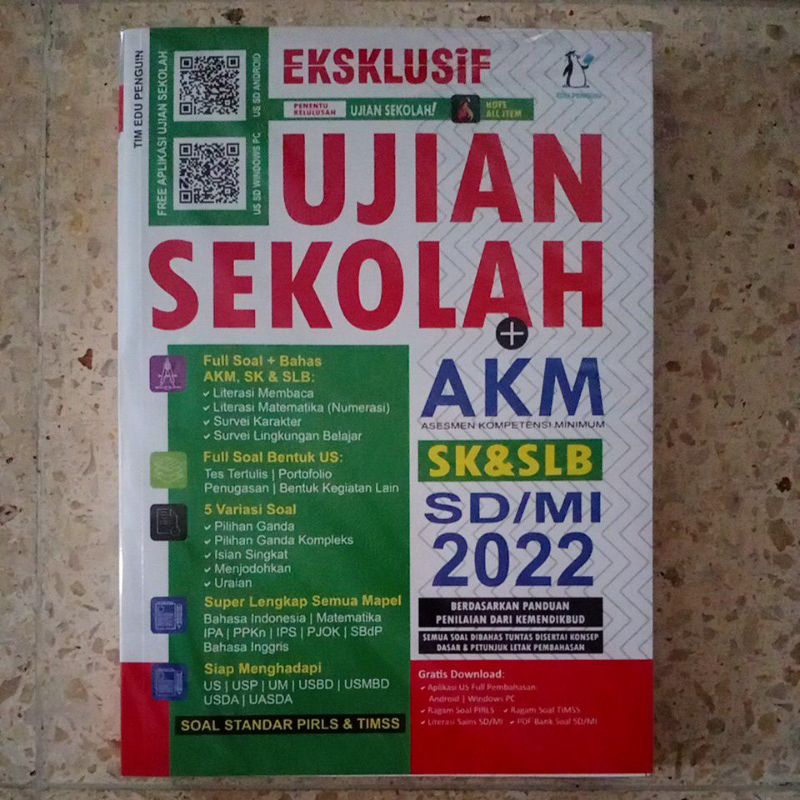 TIM EDU PENGUIN
FREE APLIKASI UJIAN SEKOLAH
US SD ANDROID
US SD WINDOWS PC
EKSKLUSIF
EDU PENGUIN
PENENTU
KELULUSAN
UJIAN SEKOLAH!
HOTS
ALL ITEM
UJIAN
SEKOLAH
+
AKM
ASESMEN KOMPETENSI MINIMUM
SK&SLB
SD/MI
2022
BERDASARKAN PANDUAN
PENILAIAN DARI KEMENDIKBUD
SEMUA SOAL DIBAHAS TUNTAS DISERTAI KONSEP
DASAR & PETUNJUK LETAK PEMBAHASAN
Full Soal + Bahas
AKM, SK & SLB:
✓ Literasi Membaca
✓ Literasi Matematika (Numerasi)
✓ Survei Karakter
✓ Survei Lingkungan Belajar
Full Soal Bentuk US:
Tes Tertulis | Portofolio
Penugasan | Bentuk Kegiatan Lain
5 Variasi Soal
✓ Pilihan Ganda
✓ Pilihan Ganda Kompleks
✓ Isian Singkat
✓ Menjodohkan
✓ Uraian
Super Lengkap Semua Mapel
Bahasa Indonesia | Matematika
IPA | PPKn | IPS | PJOK | SBdP
Bahasa Inggris
Siap Menghadapi
US | USP | UM | USBD | USMBD
USDA | UASDA
SOAL STANDAR PIRLS & TIMSS
Gratis Download:
✓ Aplikasi US Full Pembahasan:
Android | Windows PC
✓ Ragam Soal PIRLS ✓ Ragam Soal TIMSS
✓ Literasi Sains SD/MI ✓ PDF Bank Soal SD/MI